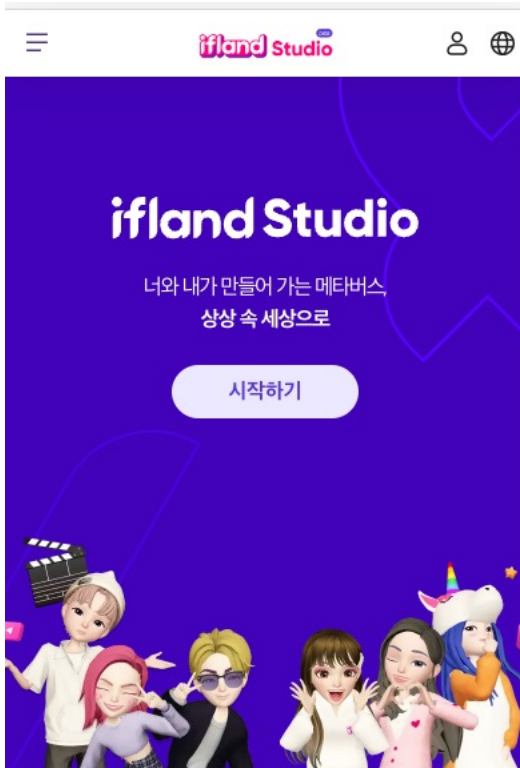 ifland Studio
ifland Studio
너와 내가 만들어 가는 메타버스,
상상 속 세상으로
시작하기